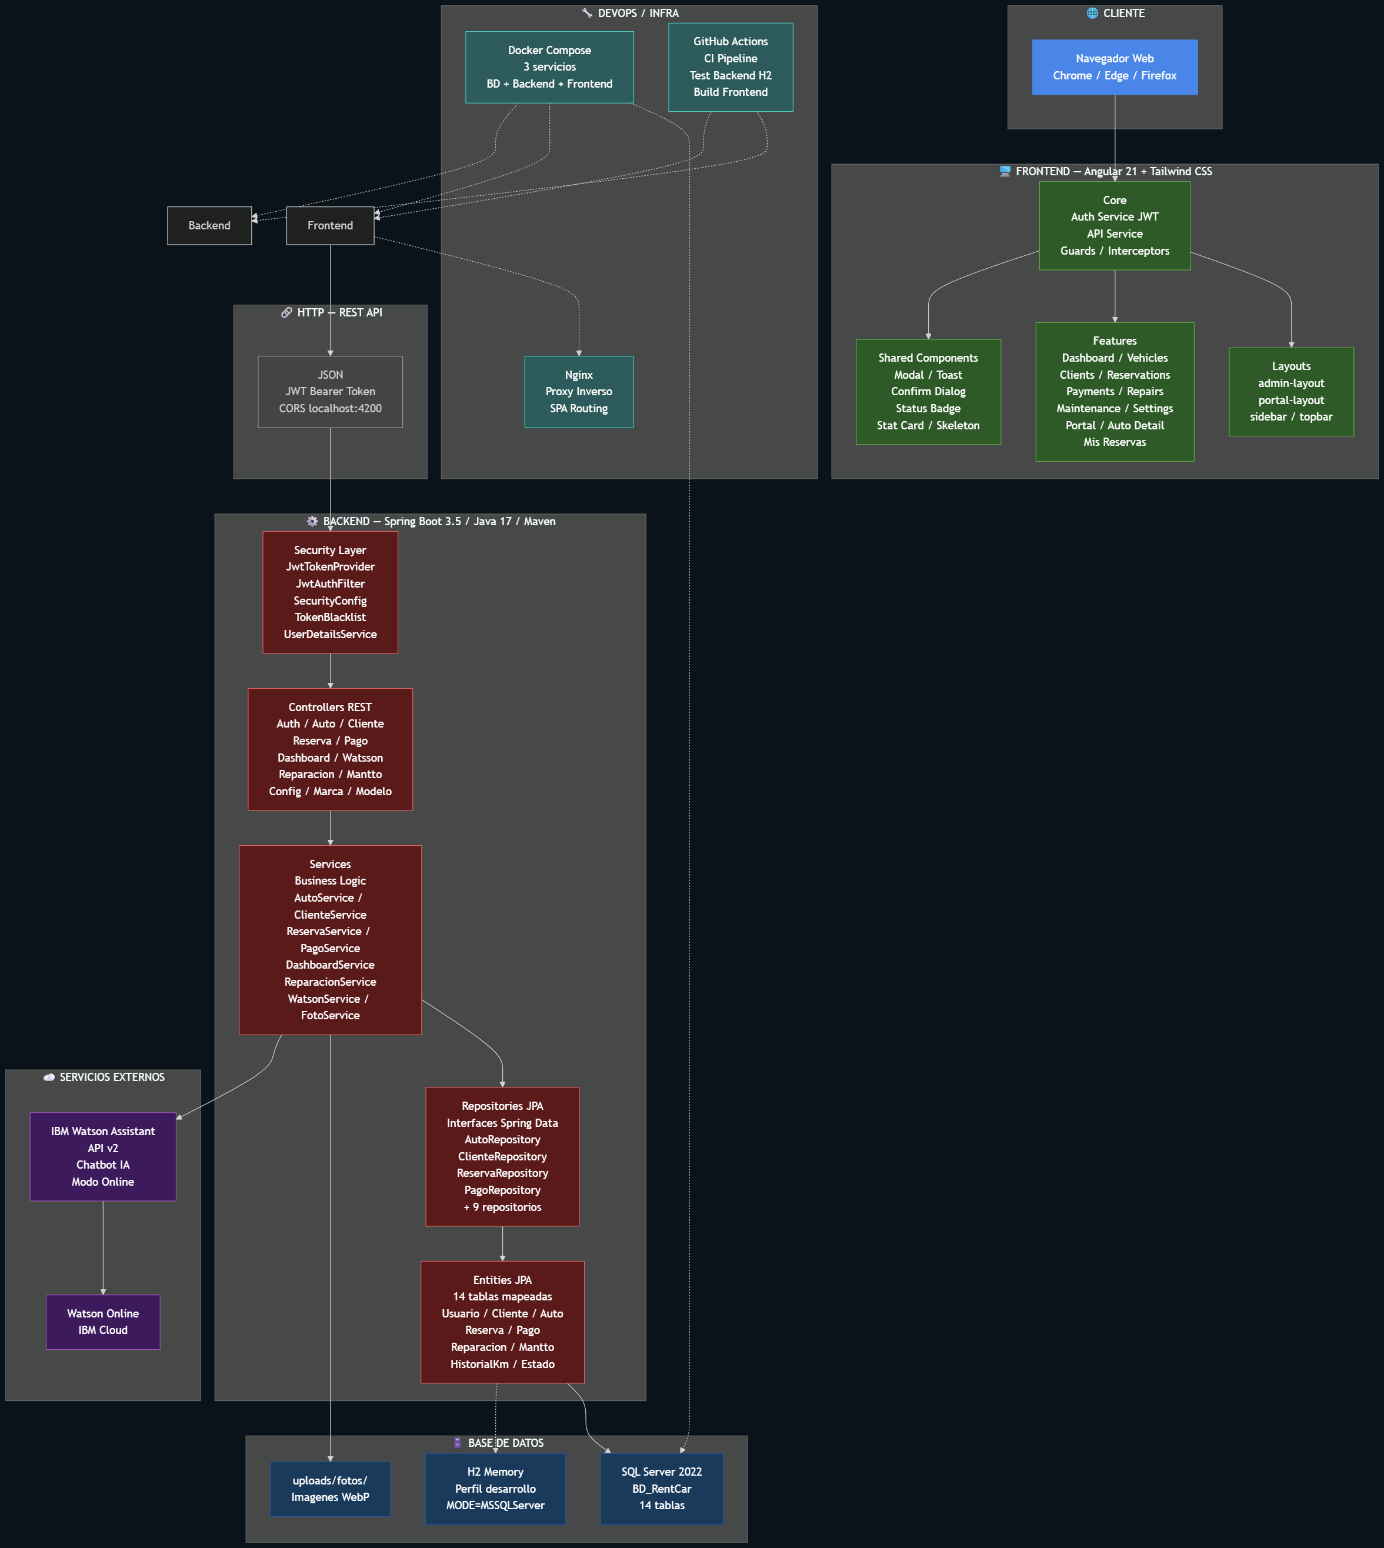 🔧 DEVOPS / INFRA
Docker Compose
3 servicios
BD + Backend + Frontend
GitHub Actions
CI Pipeline
Test Backend H2
Build Frontend
🌐 CLIENTE
Navegador Web
Chrome / Edge / Firefox
🖥️ FRONTEND — Angular 21 + Tailwind CSS
Core
Auth Service JWT
API Service
Guards / Interceptors
Backend
Frontend
🔗 HTTP — REST API
JSON
JWT Bearer Token
CORS localhost:4200
Nginx
Proxy Inverso
SPA Routing
Shared Components
Modal / Toast
Confirm Dialog
Status Badge
Stat Card / Skeleton
Features
Dashboard / Vehicles
Clients / Reservations
Payments / Repairs
Maintenance / Settings
Portal / Auto Detail
Mis Reservas
Layouts
admin-layout
portal-layout
sidebar / topbar
⚙️ BACKEND — Spring Boot 3.5 / Java 17 / Maven
Security Layer
JwtTokenProvider
JwtAuthFilter
SecurityConfig
TokenBlacklist
UserDetailsService
Controllers REST
Auth / Auto / Cliente
Reserva / Pago
Dashboard / Watsson
Reparacion / Mantto
Config / Marca / Modelo
Services
Business Logic
AutoService /
ClienteService
ReservaService /
PagoService
DashboardService
ReparacionService
WatsonService /
FotoService
☁️ SERVICIOS EXTERNOS
IBM Watson Assistant
API v2
Chatbot IA
Modo Online
Watson Online
IBM Cloud
Repositories JPA
Interfaces Spring Data
AutoRepository
ClienteRepository
ReservaRepository
PagoRepository
+ 9 repositorios
Entities JPA
14 tablas mapeadas
Usuario / Cliente / Auto
Reserva / Pago
Reparacion / Mantto
HistorialKm / Estado
🗄️ BASE DE DATOS
uploads/fotos/
Imagenes WebP
H2 Memory
Perfil desarrollo
MODE=MSSQLServer
SQL Server 2022
BD_RentCar
14 tablas